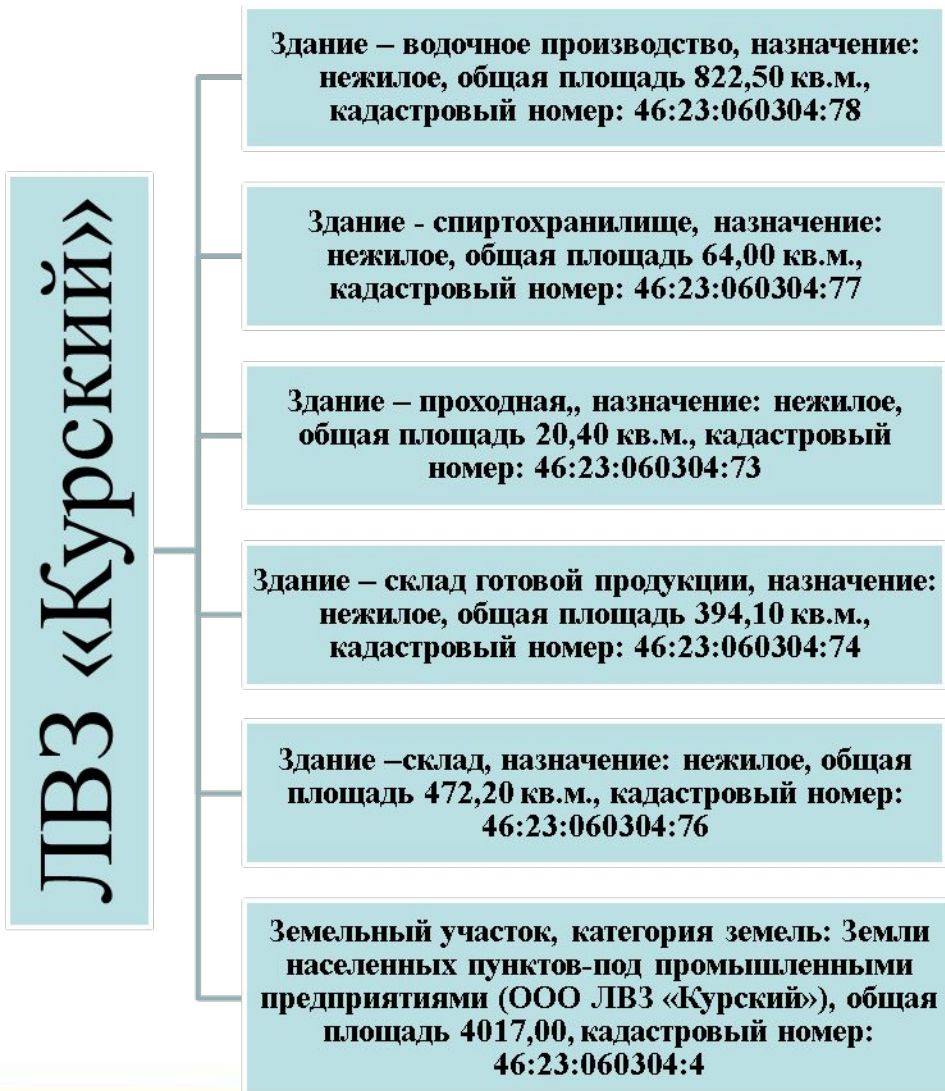 ЛВЗ «Курский»
Здание – водочное производство, назначение:
нежилое, общая площадь 822,50 кв.м.,
кадастровый номер: 46:23:060304:78
Здание - спиртохранилище, назначение:
нежилое, общая площадь 64,00 кв.м.,
кадастровый номер: 46:23:060304:77
Здание – проходная,, назначение: нежилое,
общая площадь 20,40 кв.м., кадастровый
номер: 46:23:060304:73
Здание – склад готовой продукции, назначение:
нежилое, общая площадь 394,10 кв.м.,
кадастровый номер: 46:23:060304:74
Здание –склад, назначение: нежилое, общая
площадь 472,20 кв.м., кадастровый номер:
46:23:060304:76
Земельный участок, категория земель: Земли
населенных пунктов-под промышленными
предприятиями (ООО ЛВЗ «Курский»), общая
площадь 4017,00, кадастровый номер:
46:23:060304:4